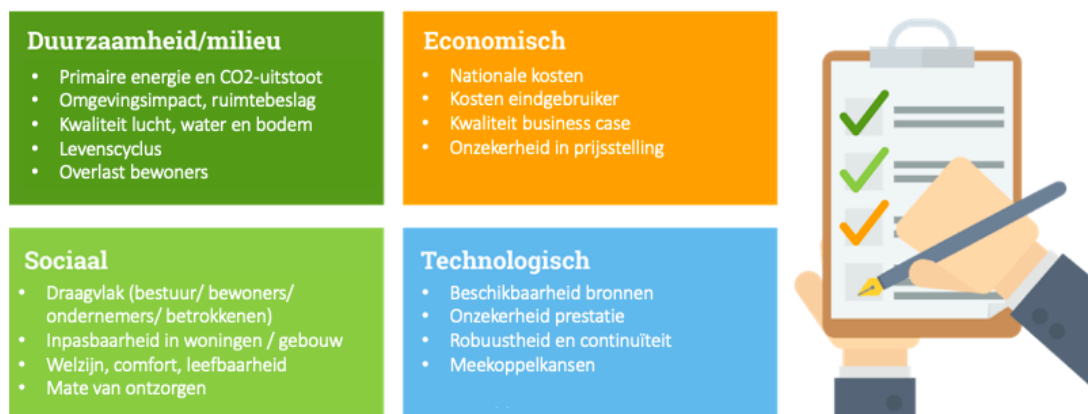 Duurzaamheid/milieu
• Primaire energie en CO2-uitstoot
• Omgevingsimpact, ruimtebeslag
• Kwaliteit lucht, water en bodem
• Levenscyclus
• Overlast bewoners
Economisch
• Nationale kosten
• Kosten eindgebruiker
• Kwaliteit business case
• Onzekerheid in prijsstelling
Sociaal
• Draagvlak (bestuur/ bewoners/
ondernemers/ betrokkenen)
• Inpasbaarheid in woningen / gebouw
• Welzijn, comfort, leefbaarheid
• Mate van ontzorgen
Technologisch
• Beschikbaarheid bronnen
• Onzekerheid prestatie
• Robuustheid en continuïteit
• Meekoppelkansen